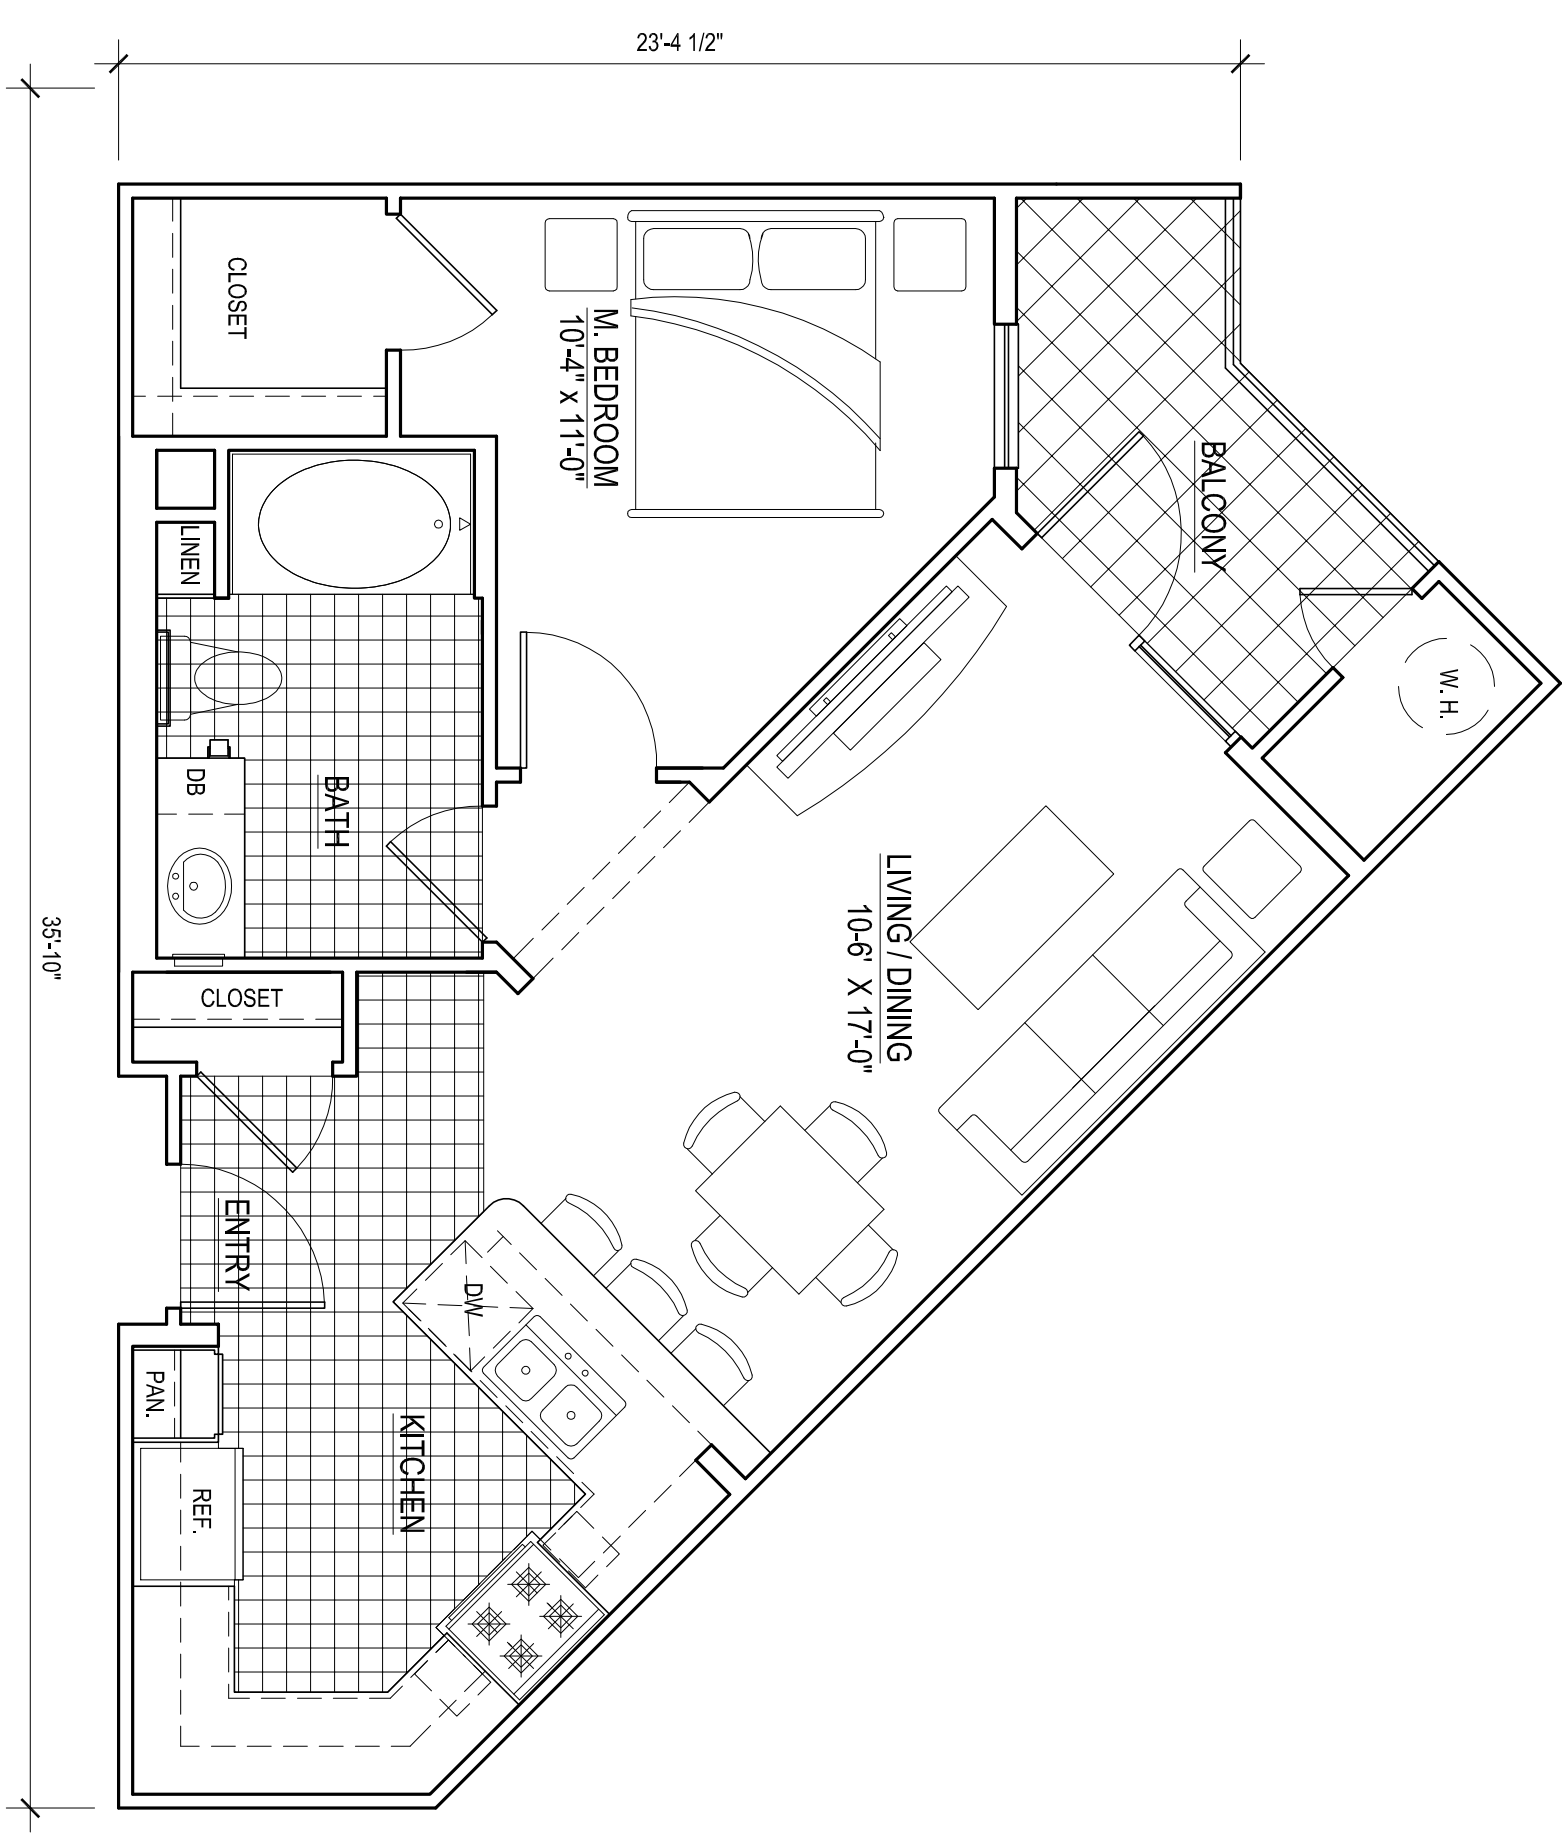 23'-4 1/2"
35'-10"
CLOSET
M. BEDROOM
10'-4" x 11'-0"
BALCONY
W. H.
LINEN
DB
BATH
LIVING / DINING
10-6' X 17'-0"
CLOSET
ENTRY
DW
KITCHEN
PAN.
REF.